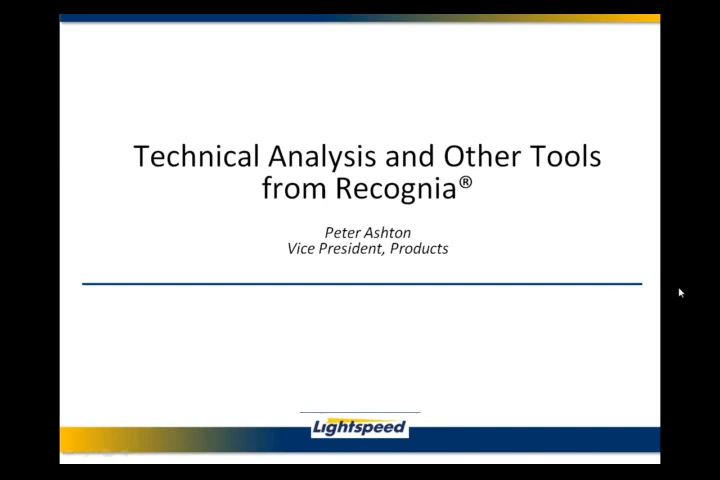 Technical Analysis and Other Tools
from Recognia®
Peter Ashton
Vice President, Products
Lightspeed